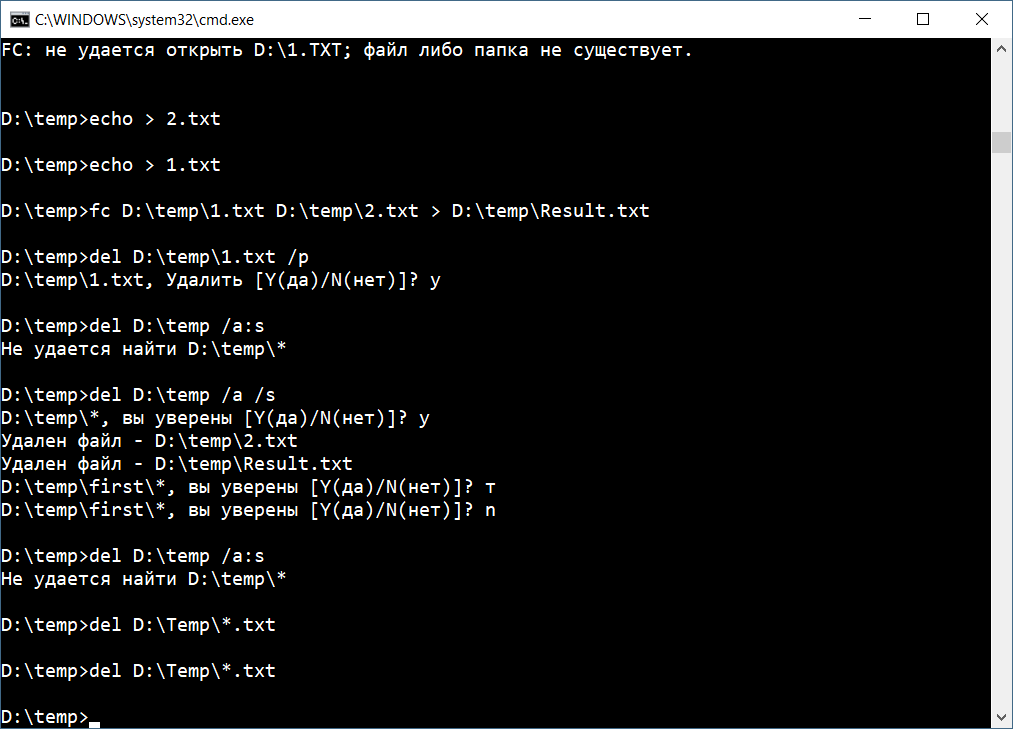 C:\WINDOWS\system32\cmd.exe
FC: не удается открыть D:\1.TXT; файл либо папка не существует.
D:\temp>echo > 2.txt
D:\temp>echo > 1.txt
D:\temp>fc D:\temp\1.txt D:\temp\2.txt > D:\temp\Result.txt
D:\temp>del D:\temp\1.txt /p
D:\temp\1.txt, Удалить [Y(да)/N(нет)]? y
D:\temp>del D:\temp /a:s
Не удается найти D:\temp\*
D:\temp>del D:\temp /a /s
D:\temp\*, вы уверены [Y(да)/N(нет)]? y
Удален файл - D:\temp\2.txt
Удален файл - D:\temp\Result.txt
D:\temp\first\*, вы уверены [Y(да)/N(нет)]? т
D:\temp\first\*, вы уверены [Y(да)/N(нет)]? n
D:\temp>del D:\temp /a:s
Не удается найти D:\temp\*
D:\temp>del D:\Temp\*.txt
D:\temp>del D:\Temp\*.txt
D:\temp>